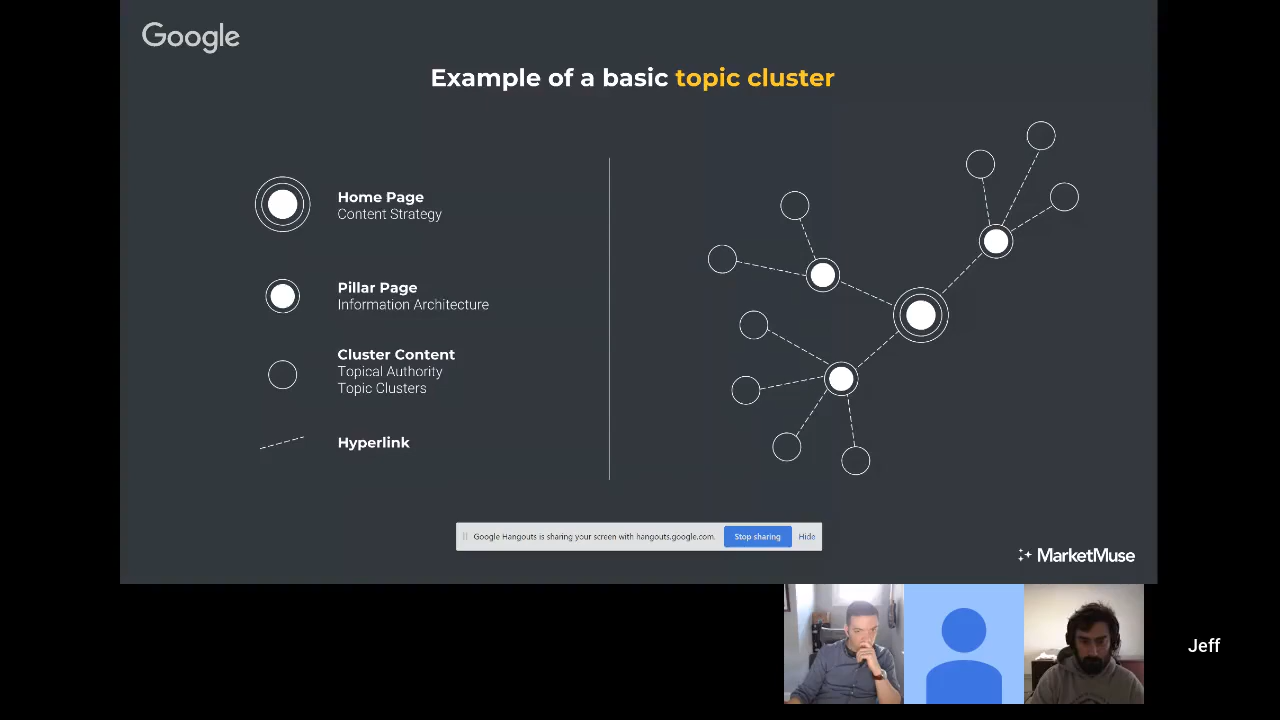 Google
Example of a basic topic cluster
Home Page
Content Strategy
Pillar Page
Information Architecture
Cluster Content
Topical Authority
Topic Clusters
Hyperlink
Google Hangouts is sharing your screen with hangouts.google.com.
Stop sharing
Hide
MarketMuse
Jeff